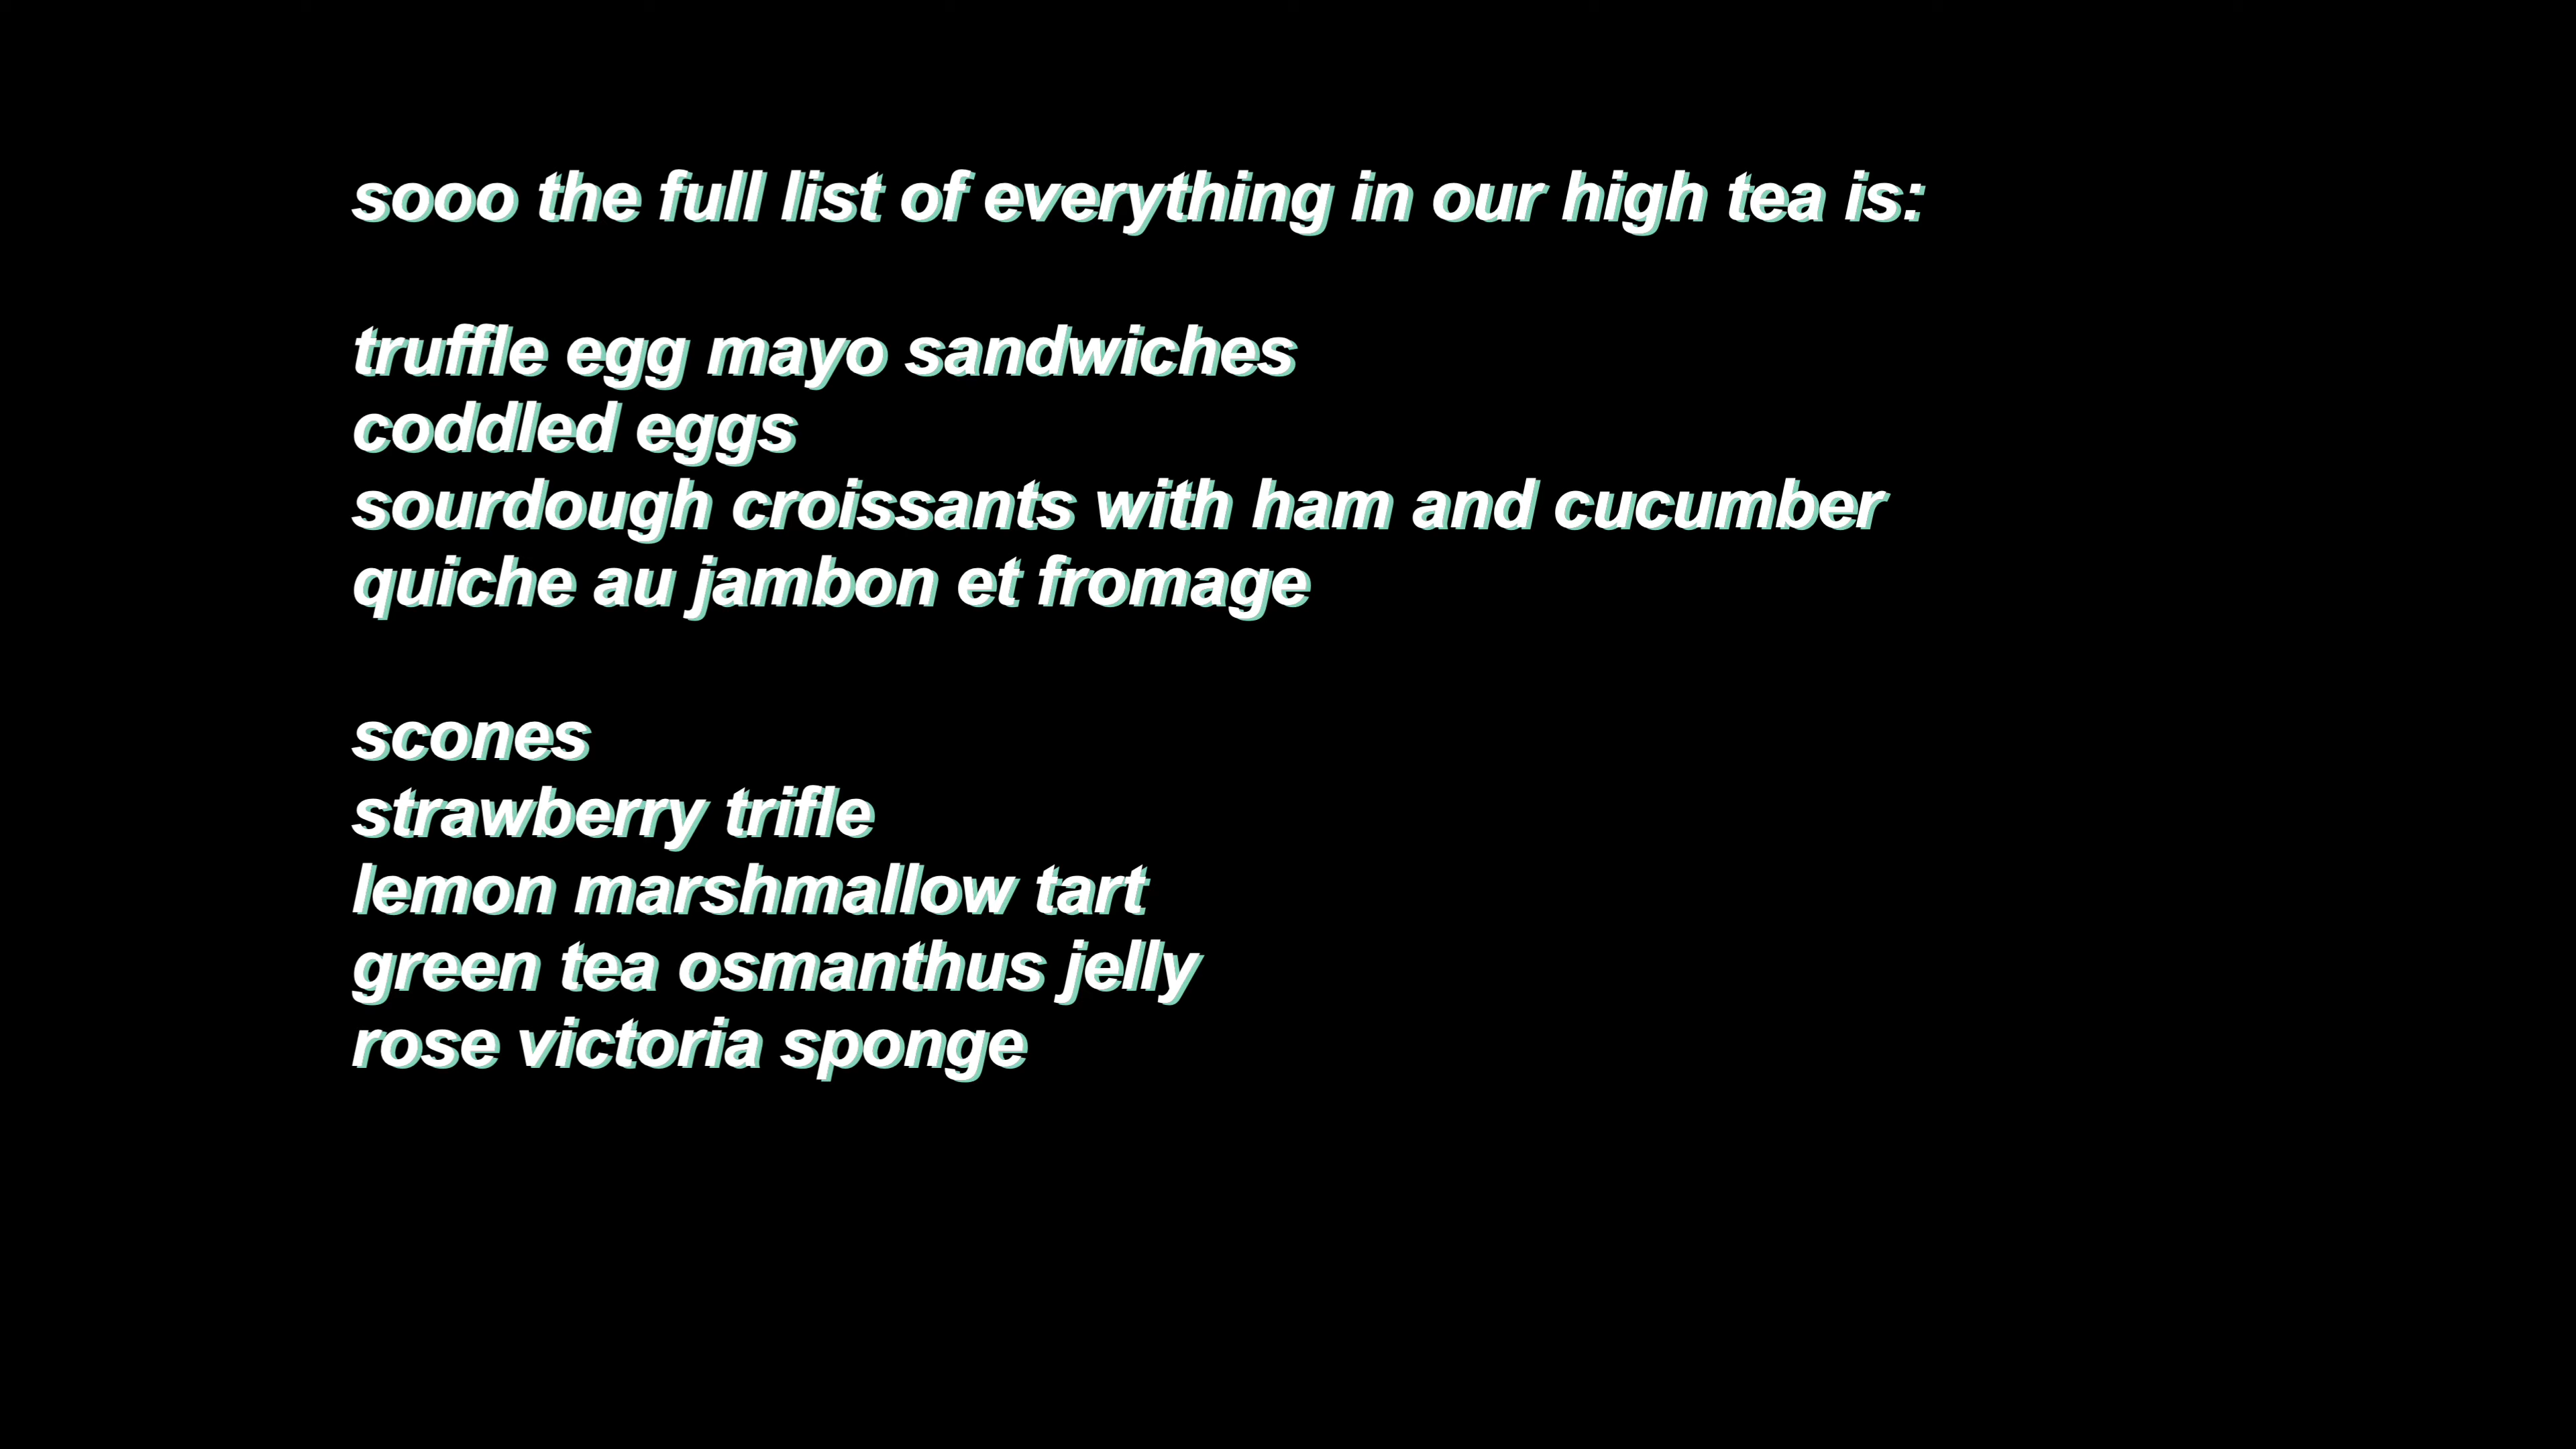 sooo the full list of everything in our high tea is:
truffle egg mayo sandwiches
coddled eggs
sourdough croissants with ham and cucumber
quiche au jambon et fromage
scones
strawberry trifle
lemon marshmallow tart
green tea osmanthus jelly
rose victoria sponge